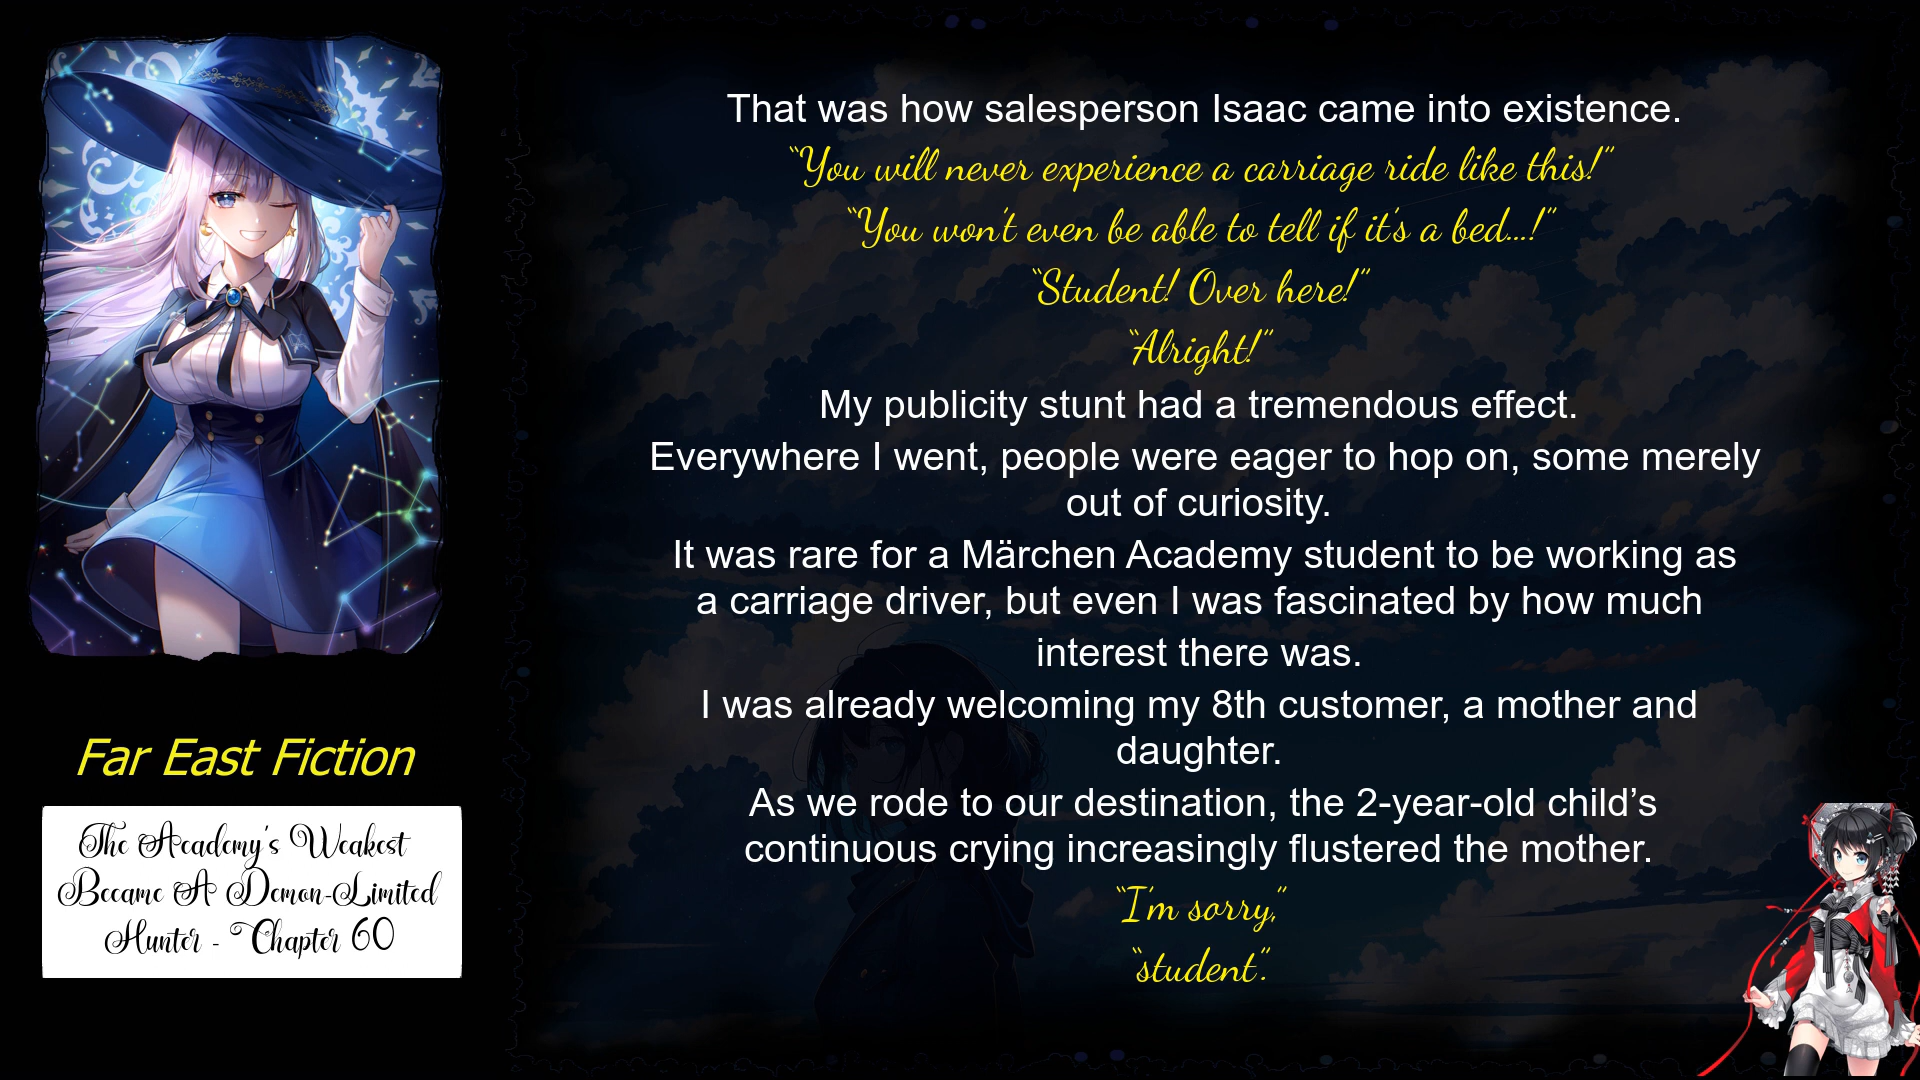 That was how salesperson Isaac came into existence.
“You will never experience a carriage ride like this!”
“You won’t even be able to tell if it’s a bed...!”
“Student! Over here!”
“Alright!”
My publicity stunt had a tremendous effect.
Everywhere I went, people were eager to hop on, some merely
out of curiosity.
It was rare for a Märchen Academy student to be working as
a carriage driver, but even I was fascinated by how much
interest there was.
I was already welcoming my 8th customer, a mother and
daughter.
As we rode to our destination, the 2-year-old child’s
continuous crying increasingly flustered the mother.
“I’m sorry,”
“student”.
Far East Fiction
The Academy's Weakest
Became A Demon-Limited
Hunter - Chapter 60